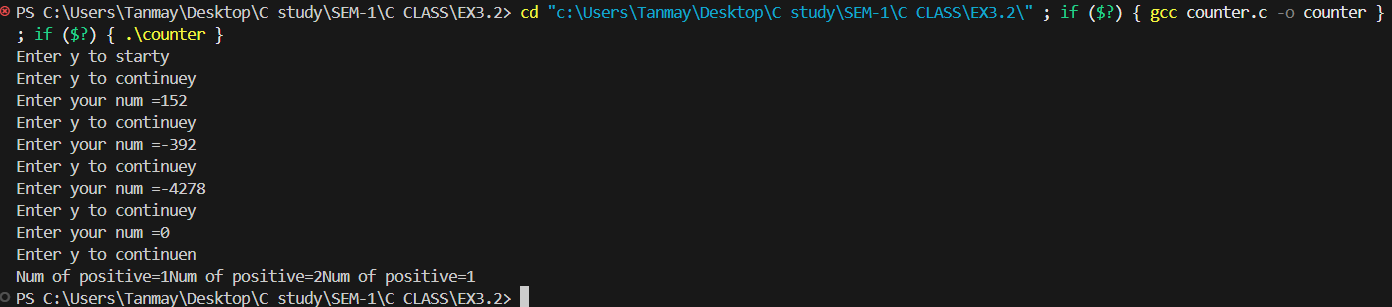 PS C:\Users\Tanmay\Desktop\C study\SEM-1\C CLASS\EX3.2> cd "c:\Users\Tanmay\Desktop\C study\SEM-1\C CLASS\EX3.2\" ; if ($?) { gcc counter.c -o counter }
; if ($?) { .\counter }
Enter y to starty
Enter y to continuey
Enter your num =152
Enter y to continuey
Enter your num =-392
Enter y to continuey
Enter your num =-4278
Enter y to continuey
Enter your num =0
Enter y to continuen
Num of positive=1Num of positive=2Num of positive=1
PS C:\Users\Tanmay\Desktop\C study\SEM-1\C CLASS\EX3.2>